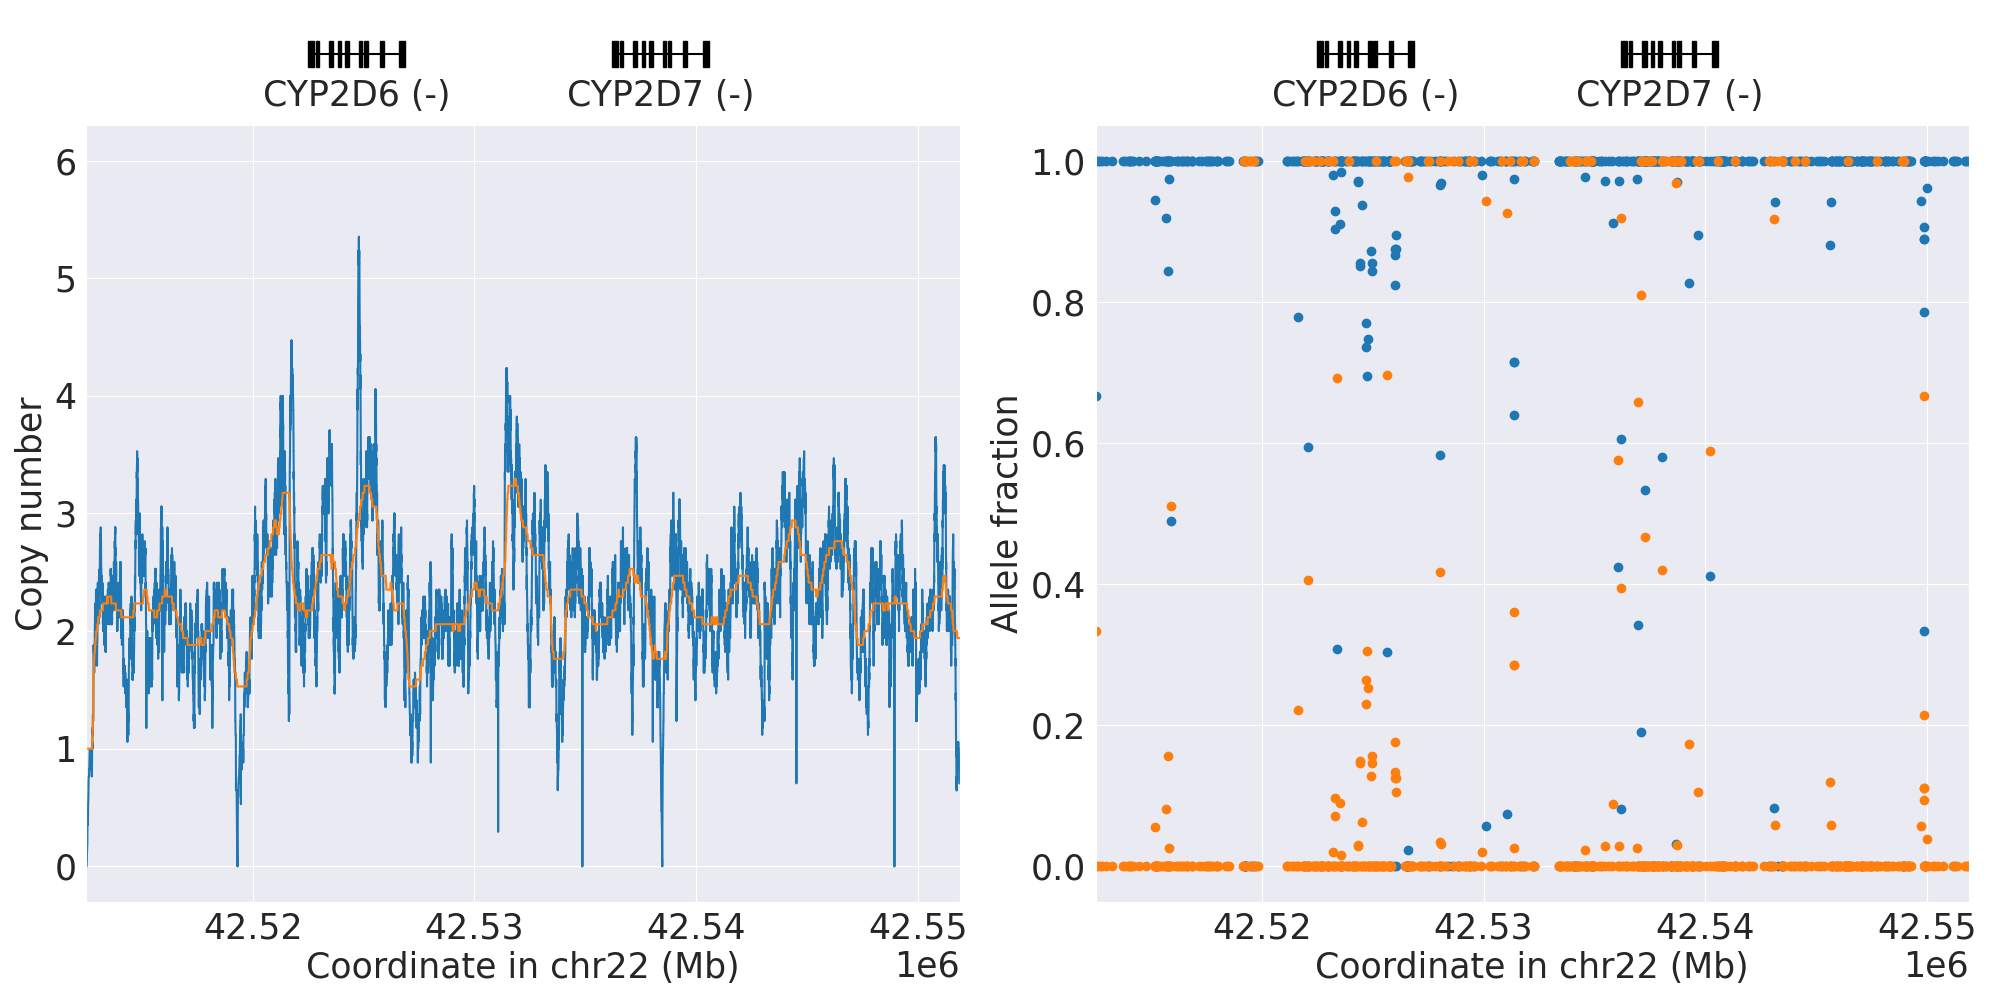 CYP2D6 (-)
CYP2D7 (-)
CYP2D6 (-)
CYP2D7 (-)
Copy number
6
5
4
3
2
1
0
42.52
42.53
42.54
42.55
Coordinate in chr22 (Mb)
1e6
Allele fraction
1.0
0.8
0.6
0.4
0.2
0.0
42.52
42.53
42.54
42.55
Coordinate in chr22 (Mb)
1e6